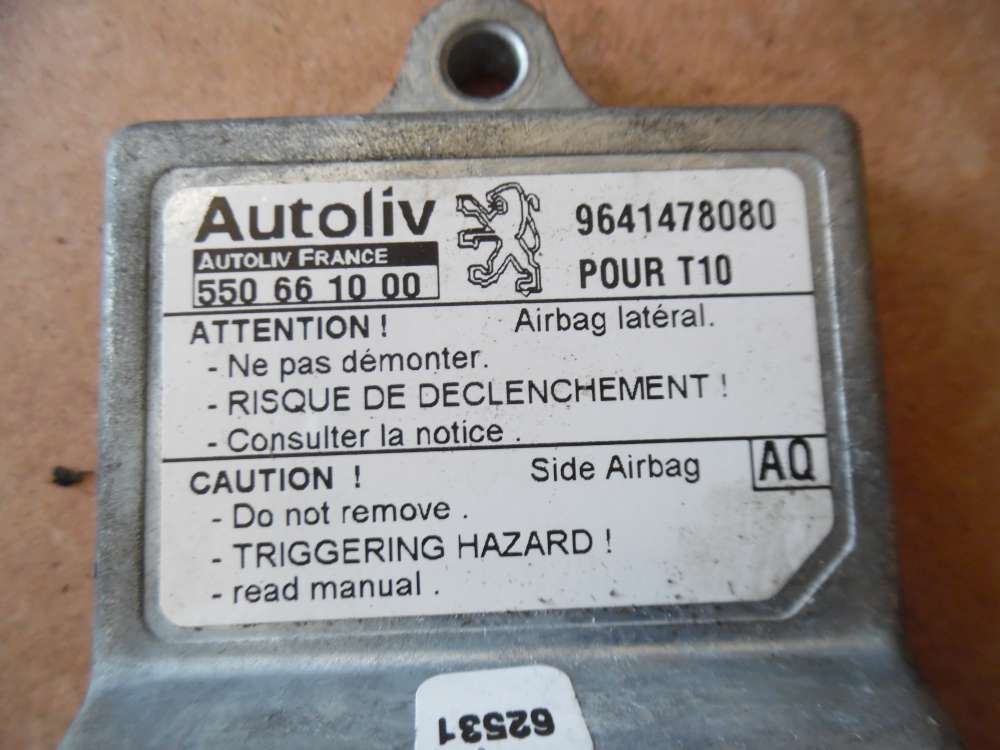 Autoliv
AUTOLIV FRANCE
550 66 10 00
9641478080
POUR T10
ATTENTION ! Airbag latéral.
- Ne pas démonter.
- RISQUE DE DECLENCHEMENT !
- Consulter la notice .
CAUTION ! Side Airbag AQ
- Do not remove .
- TRIGGERING HAZARD !
- read manual .
62531